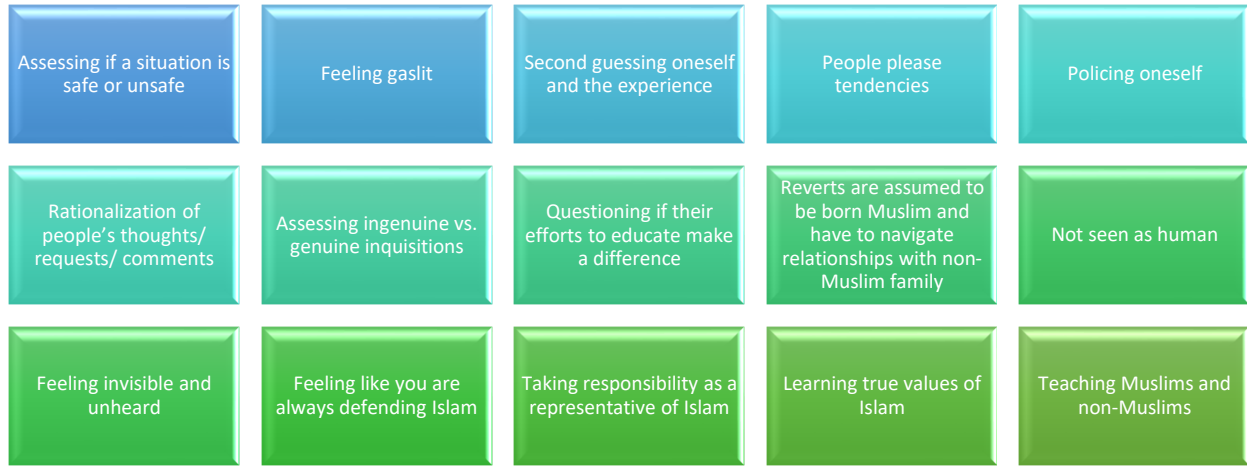 Assessing if a situation is
safe or unsafe
Feeling gaslit
Second guessing oneself
and the experience
People please
tendencies
Policing oneself
Rationalization of
people’s thoughts/
requests/ comments
Assessing ingenuine vs.
genuine inquisitions
Questioning if their
efforts to educate make
a difference
Reverts are assumed to
be born Muslim and
have to navigate
relationships with non-
Muslim family
Not seen as human
Feeling invisible and
unheard
Feeling like you are
always defending Islam
Taking responsibility as a
representative of Islam
Learning true values of
Islam
Teaching Muslims and
non-Muslims